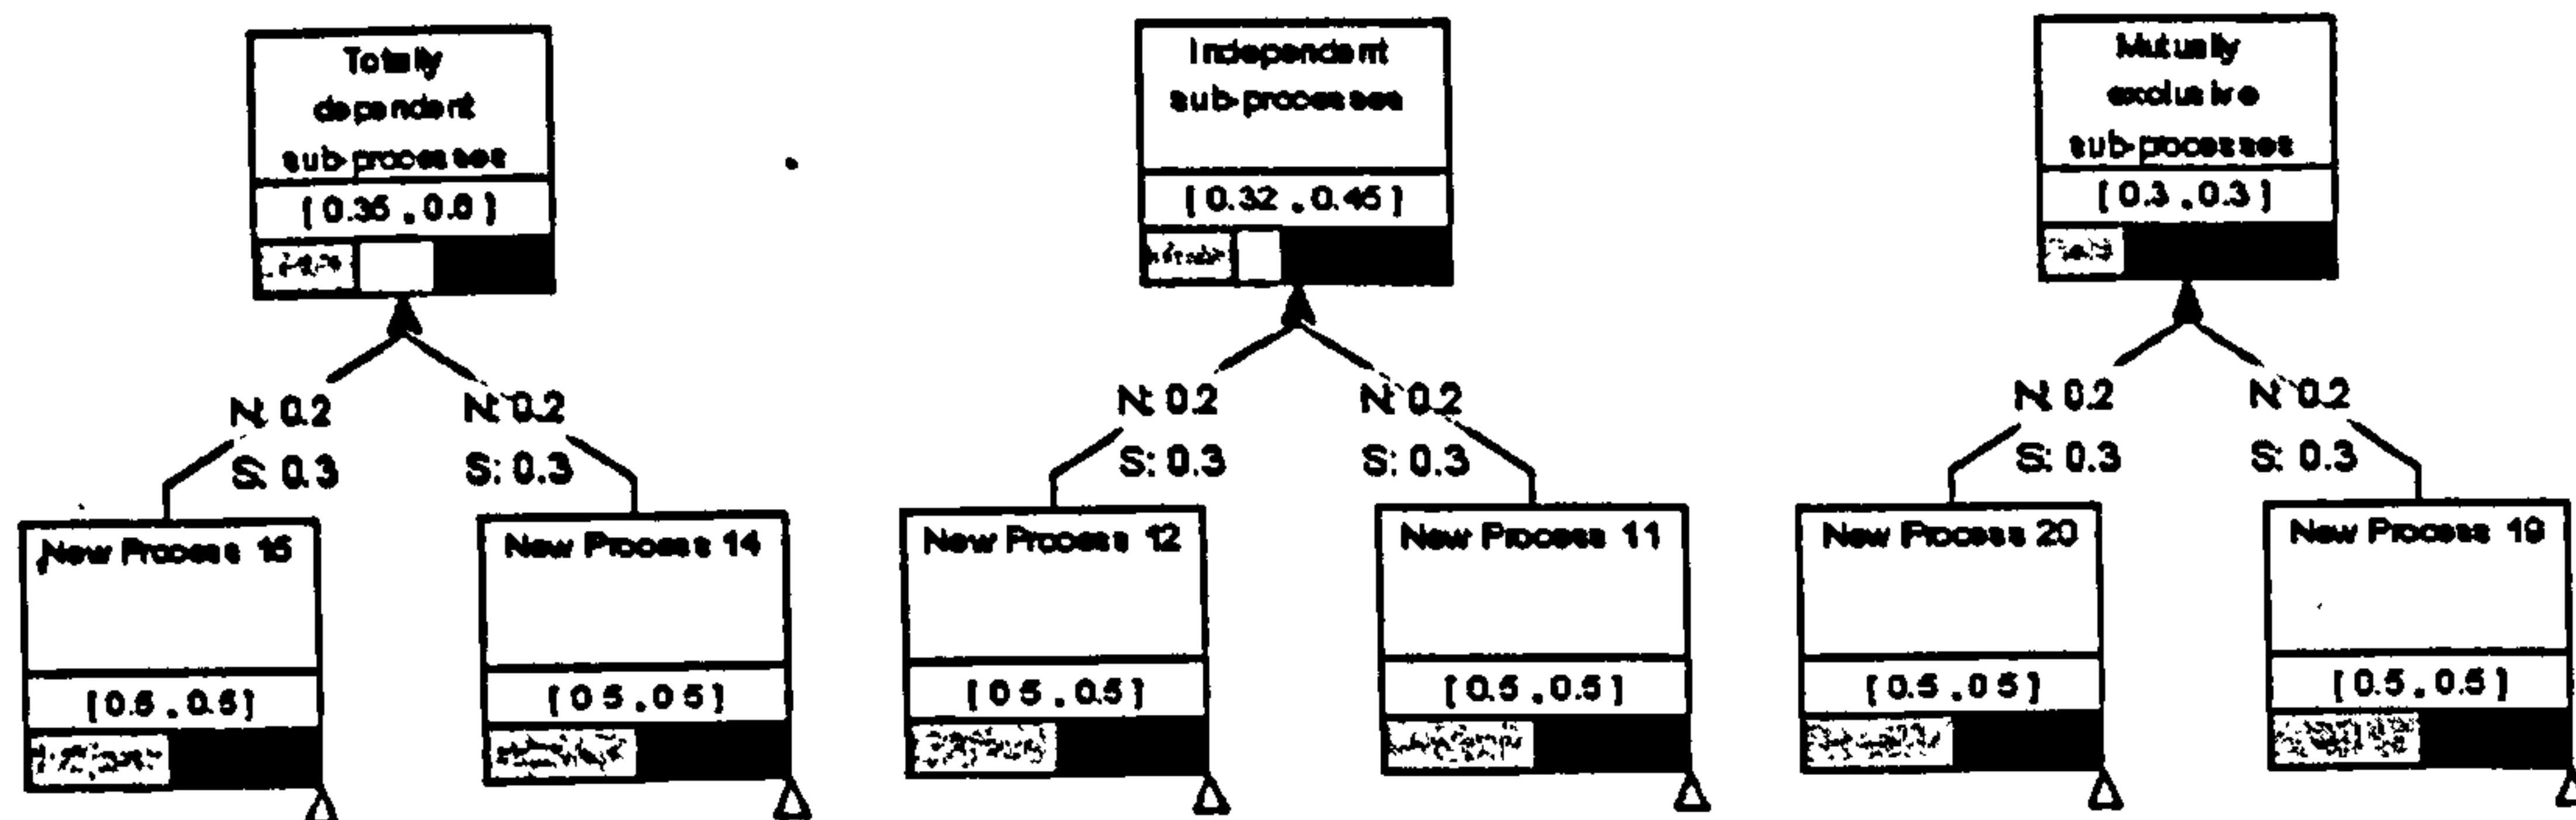 Totally
dependent
sub-processes
[ 0.35 , 0.6 ]
N: 0.2
S: 0.3
N: 0.2
S: 0.3
New Process 15
[0.5 , 0.5]
New Process 14
[0.5 , 0.5]
Independent
sub-processes
[ 0.32 , 0.45 ]
N: 0.2
S: 0.3
N: 0.2
S: 0.3
New Process 12
[0.5 , 0.5]
New Process 11
[0.5 , 0.5]
Mutually
exclusive
sub-processes
[ 0.3 , 0.3 ]
N: 0.2
S: 0.3
N: 0.2
S: 0.3
New Process 20
[0.5 , 0.5]
New Process 19
[0.5 , 0.5]